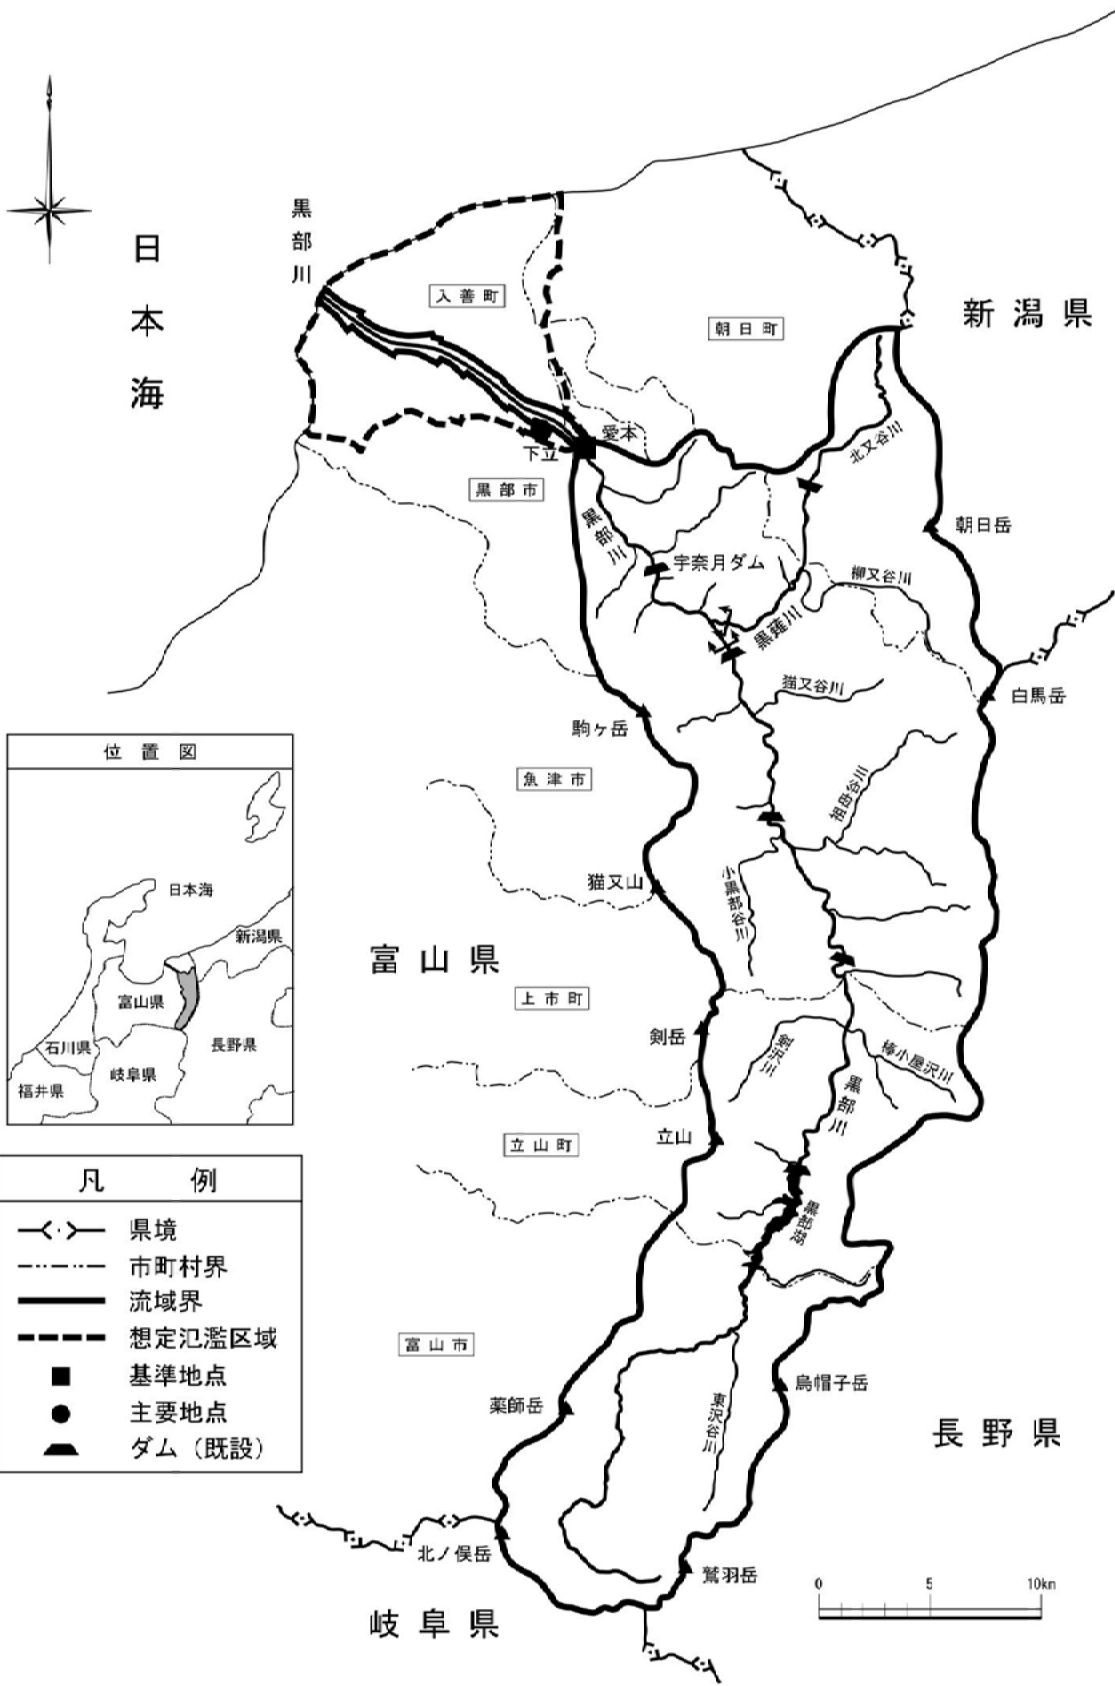 黒部川
日本海
入善町
朝日町
新潟県
北又谷川
愛本
下立
黒部市
黒部川
朝日岳
宇奈月ダム
柳又谷川
黒薙川
猫又谷川
白馬岳
駒ヶ岳
魚津市
祖母谷川
猫又山
小黒部谷川
富山県
上市町
剣岳
剣沢川
棒小屋沢川
黒部川
立山町
立山
黒部湖
富山市
薬師岳
烏帽子岳
東沢谷川
長野県
北ノ俣岳
鷲羽岳
岐阜県
0 5 10km
位置図
日本海
新潟県
富山県
石川県
長野県
岐阜県
福井県
凡例
県境
市町村界
流域界
想定氾濫区域
基準地点
主要地点
ダム（既設）